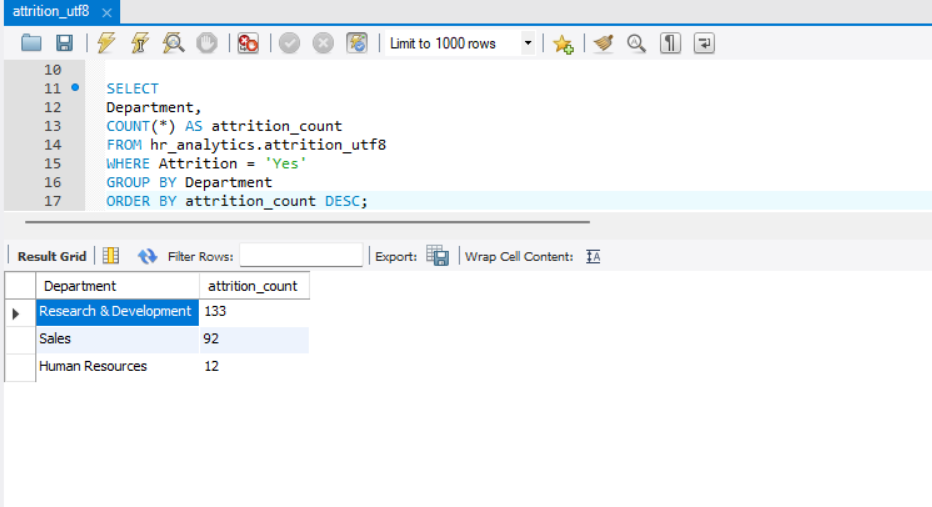 attrition_utf8 ×
Limit to 1000 rows
10
11 SELECT
12 Department,
13 COUNT(*) AS attrition_count
14 FROM hr_analytics.attrition_utf8
15 WHERE Attrition = 'Yes'
16 GROUP BY Department
17 ORDER BY attrition_count DESC;
Result Grid Filter Rows: Export: Wrap Cell Content:
Department attrition_count
Research & Development 133
Sales 92
Human Resources 12